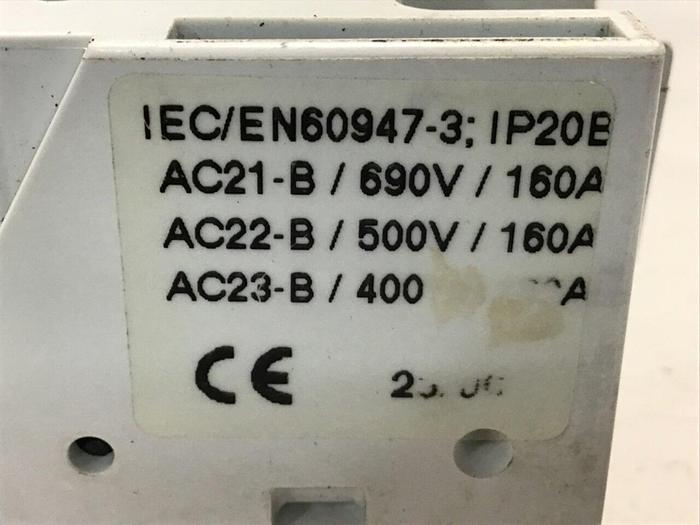 IEC/EN60947-3; IP20B
AC21-B / 690V / 160A
AC22-B / 500V / 160A
AC23-B / 400
CE